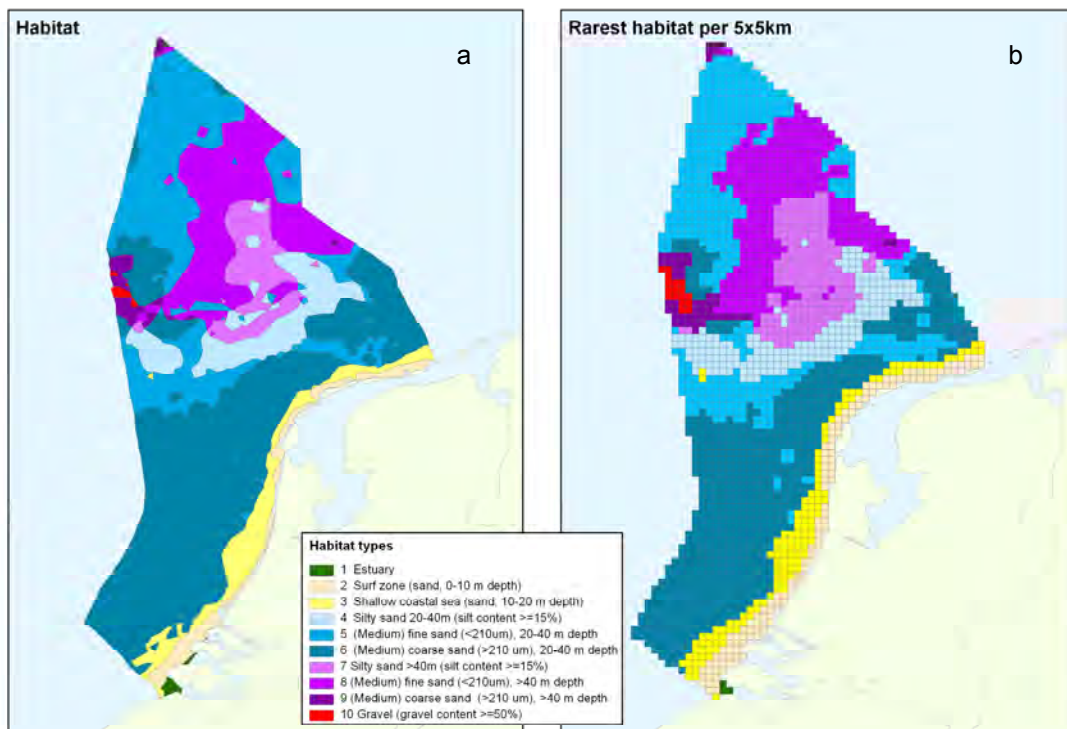 Habitat
a
Rarest habitat per 5x5km
b
Habitat types
1 Estuary
2 Surf zone (sand, 0-10 m depth)
3 Shallow coastal sea (sand, 10-20 m depth)
4 Silty sand 20-40m (silt content >=15%)
5 (Medium) fine sand (<210um), 20-40 m depth
6 (Medium) coarse sand (>210 um), 20-40 m depth
7 Silty sand >40m (silt content >=15%)
8 (Medium) fine sand (<210um), >40 m depth
9 (Medium) coarse sand (>210 um), >40 m depth
10 Gravel (gravel content >=50%)